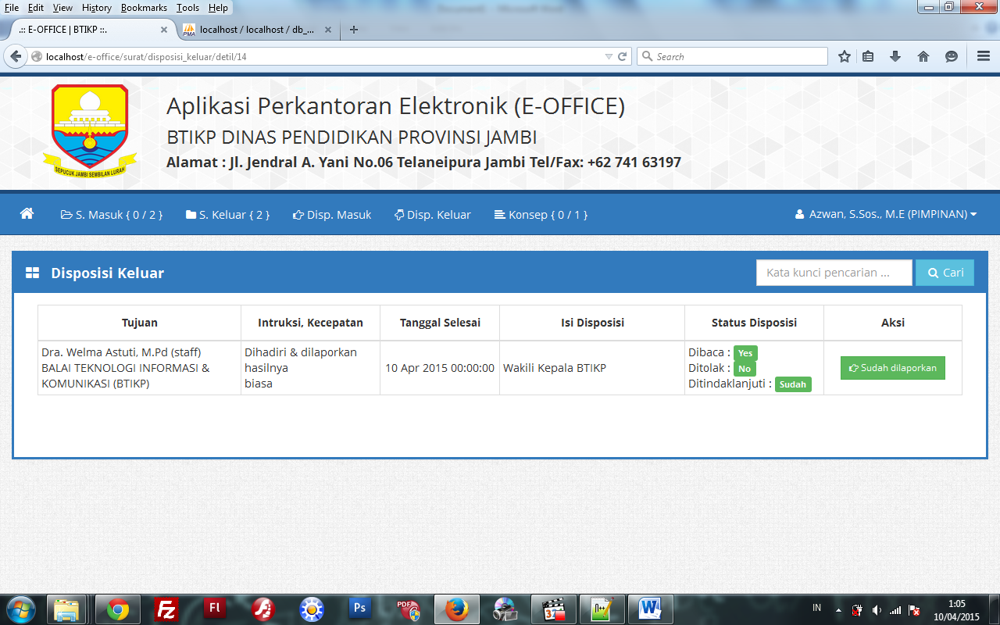 File Edit View History Bookmarks Tools Help
.:: E-OFFICE | BTIKP ::.
localhost / localhost / db_...
localhost/e-office/surat/disposisi_keluar/detil/14
Search
Aplikasi Perkantoran Elektronik (E-OFFICE)
BTIKP DINAS PENDIDIKAN PROVINSI JAMBI
Alamat : Jl. Jendral A. Yani No.06 Telaneipura Jambi Tel/Fax: +62 741 63197
SEPUCUK JAMBI SEMBILAN LURAH
S. Masuk { 0 / 2 } S. Keluar { 2 } Disp. Masuk Disp. Keluar Konsep { 0 / 1 } Azwan, S.Sos., M.E (PIMPINAN)
Disposisi Keluar
Kata kunci pencarian ... Cari
Tujuan Intruksi, Kecepatan Tanggal Selesai Isi Disposisi Status Disposisi Aksi
Dra. Welma Astuti, M.Pd (staff)
BALAI TEKNOLOGI INFORMASI &
KOMUNIKASI (BTIKP)
Dihadiri & dilaporkan
hasilnya
biasa
10 Apr 2015 00:00:00
Wakili Kepala BTIKP
Dibaca : Yes
Ditolak : No
Ditindaklanjuti : Sudah
Sudah dilaporkan
IN
1:05
10/04/2015